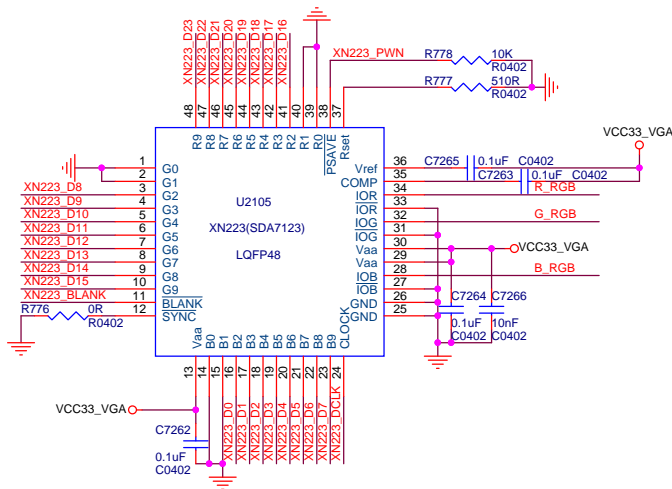 XN223_D23
XN223_D22
XN223_D21
XN223_D20
XN223_D19
XN223_D18
XN223_D17
XN223_D16
XN223_PWN
R778
10K
R0402
R777
510R
R0402
48
47
46
45
44
43
42
41
40
39
38
37
R9
R8
R7
R6
R5
R4
R3
R2
R1
R0
PSAVE
Rset
VCC33_VGA
1
2
3
4
5
6
7
8
9
10
11
12
G0
G1
G2
G3
G4
G5
G6
G7
G8
G9
BLANK
SYNC
XN223_D8
XN223_D9
XN223_D10
XN223_D11
XN223_D12
XN223_D13
XN223_D14
XN223_D15
XN223_BLANK
R776
0R
R0402
U2105
XN223(SDA7123)
LQFP48
Vref
COMP
IOR
IOR
IOG
IOG
Vaa
Vaa
IOB
IOB
GND
GND
36
35
34
33
32
31
30
29
28
27
26
25
C7265
0.1uF
C0402
C7263
0.1uF
C0402
R_RGB
G_RGB
VCC33_VGA
B_RGB
C7264
0.1uF
C0402
C7266
10nF
C0402
Vaa
B0
B1
B2
B3
B4
B5
B6
B7
B8
B9
CLOCK
13
14
15
16
17
18
19
20
21
22
23
24
VCC33_VGA
C7262
0.1uF
C0402
XN223_D0
XN223_D1
XN223_D2
XN223_D3
XN223_D4
XN223_D5
XN223_D6
XN223_D7
XN223_DCLK